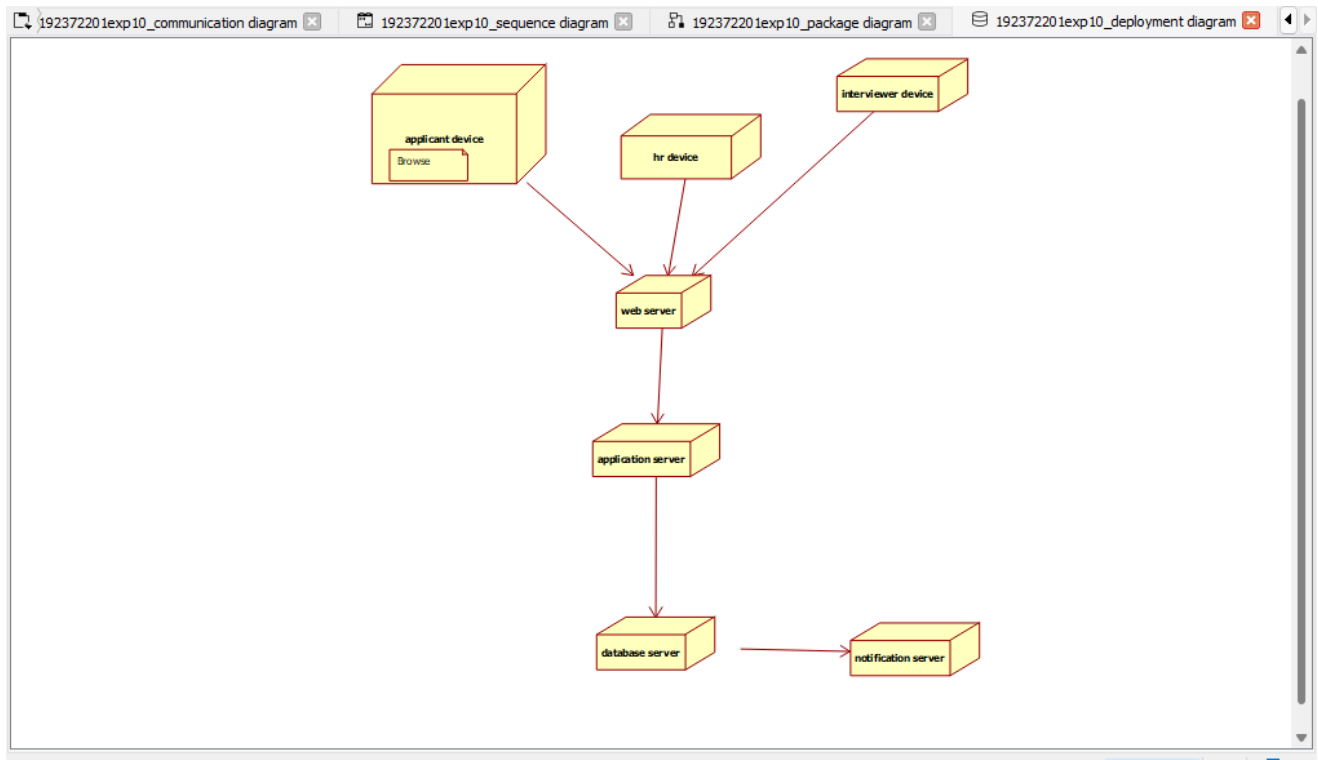 192372201exp10_communication diagram
192372201exp10_sequence diagram
192372201exp10_package diagram
192372201exp10_deployment diagram
interviewer device
applicant device
Browse
hr device
web server
application server
database server
notification server